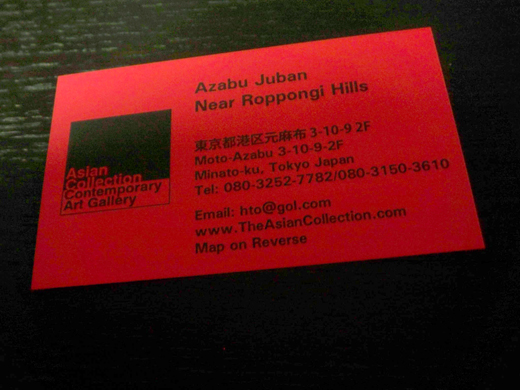 Azabu Juban
Near Roppongi Hills
東京都港区元麻布 3-10-9 2F
Moto-Azabu 3-10-9-2F
Minato-ku, Tokyo Japan
Tel: 080-3252-7782/080-3150-3610
Email: hto@gol.com
www.TheAsianCollection.com
Map on Reverse
Asian
Collection
Contemporary
Art Gallery